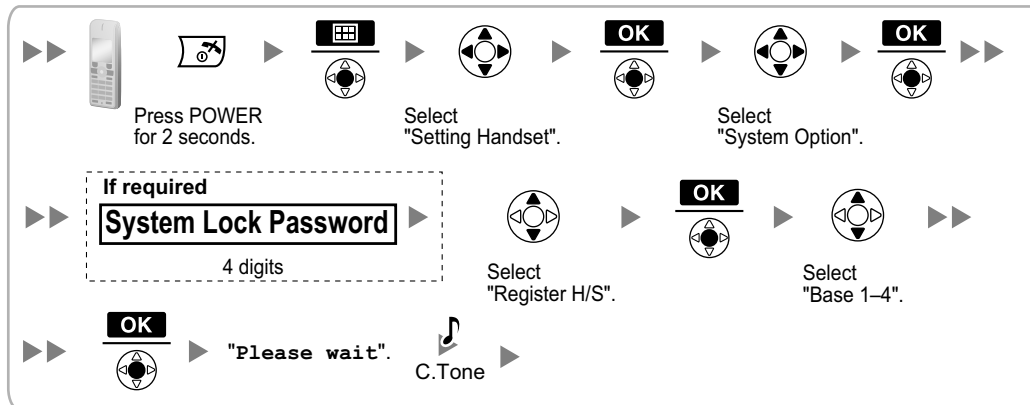 OK
OK
Press POWER
for 2 seconds.
Select
"Setting Handset".
Select
"System Option".
If required
System Lock Password
4 digits
OK
Select
"Register H/S".
Select
"Base 1–4".
OK
"Please wait".
C.Tone